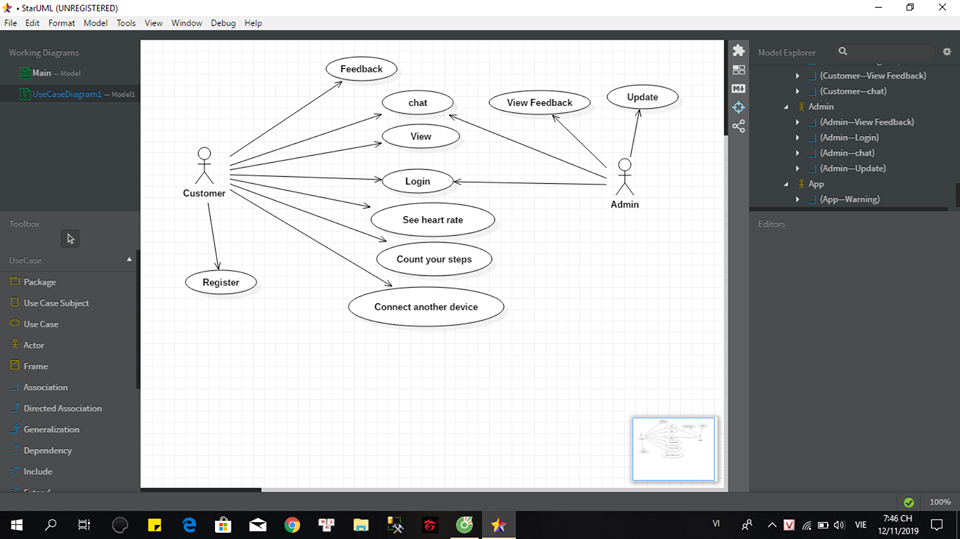 • StarUML (UNREGISTERED)
File Edit Format Model Tools View Window Debug Help
Working Diagrams
Main — Model
UseCaseDiagram1 — Model1
Toolbox
UseCase
Package
Use Case Subject
Use Case
Actor
Frame
Association
Directed Association
Generalization
Dependency
Include
Extend
Feedback
chat
View Feedback
Update
View
Customer
Login
Admin
See heart rate
Count your steps
Register
Connect another device
MD
Model Explorer
(Customer—View Feedback)
(Customer—chat)
Admin
(Admin—View Feedback)
(Admin—Login)
(Admin—chat)
(Admin—Update)
App
(App—Warning)
Editors
100%
VI
V
VIE
7:46 CH
12/11/2019